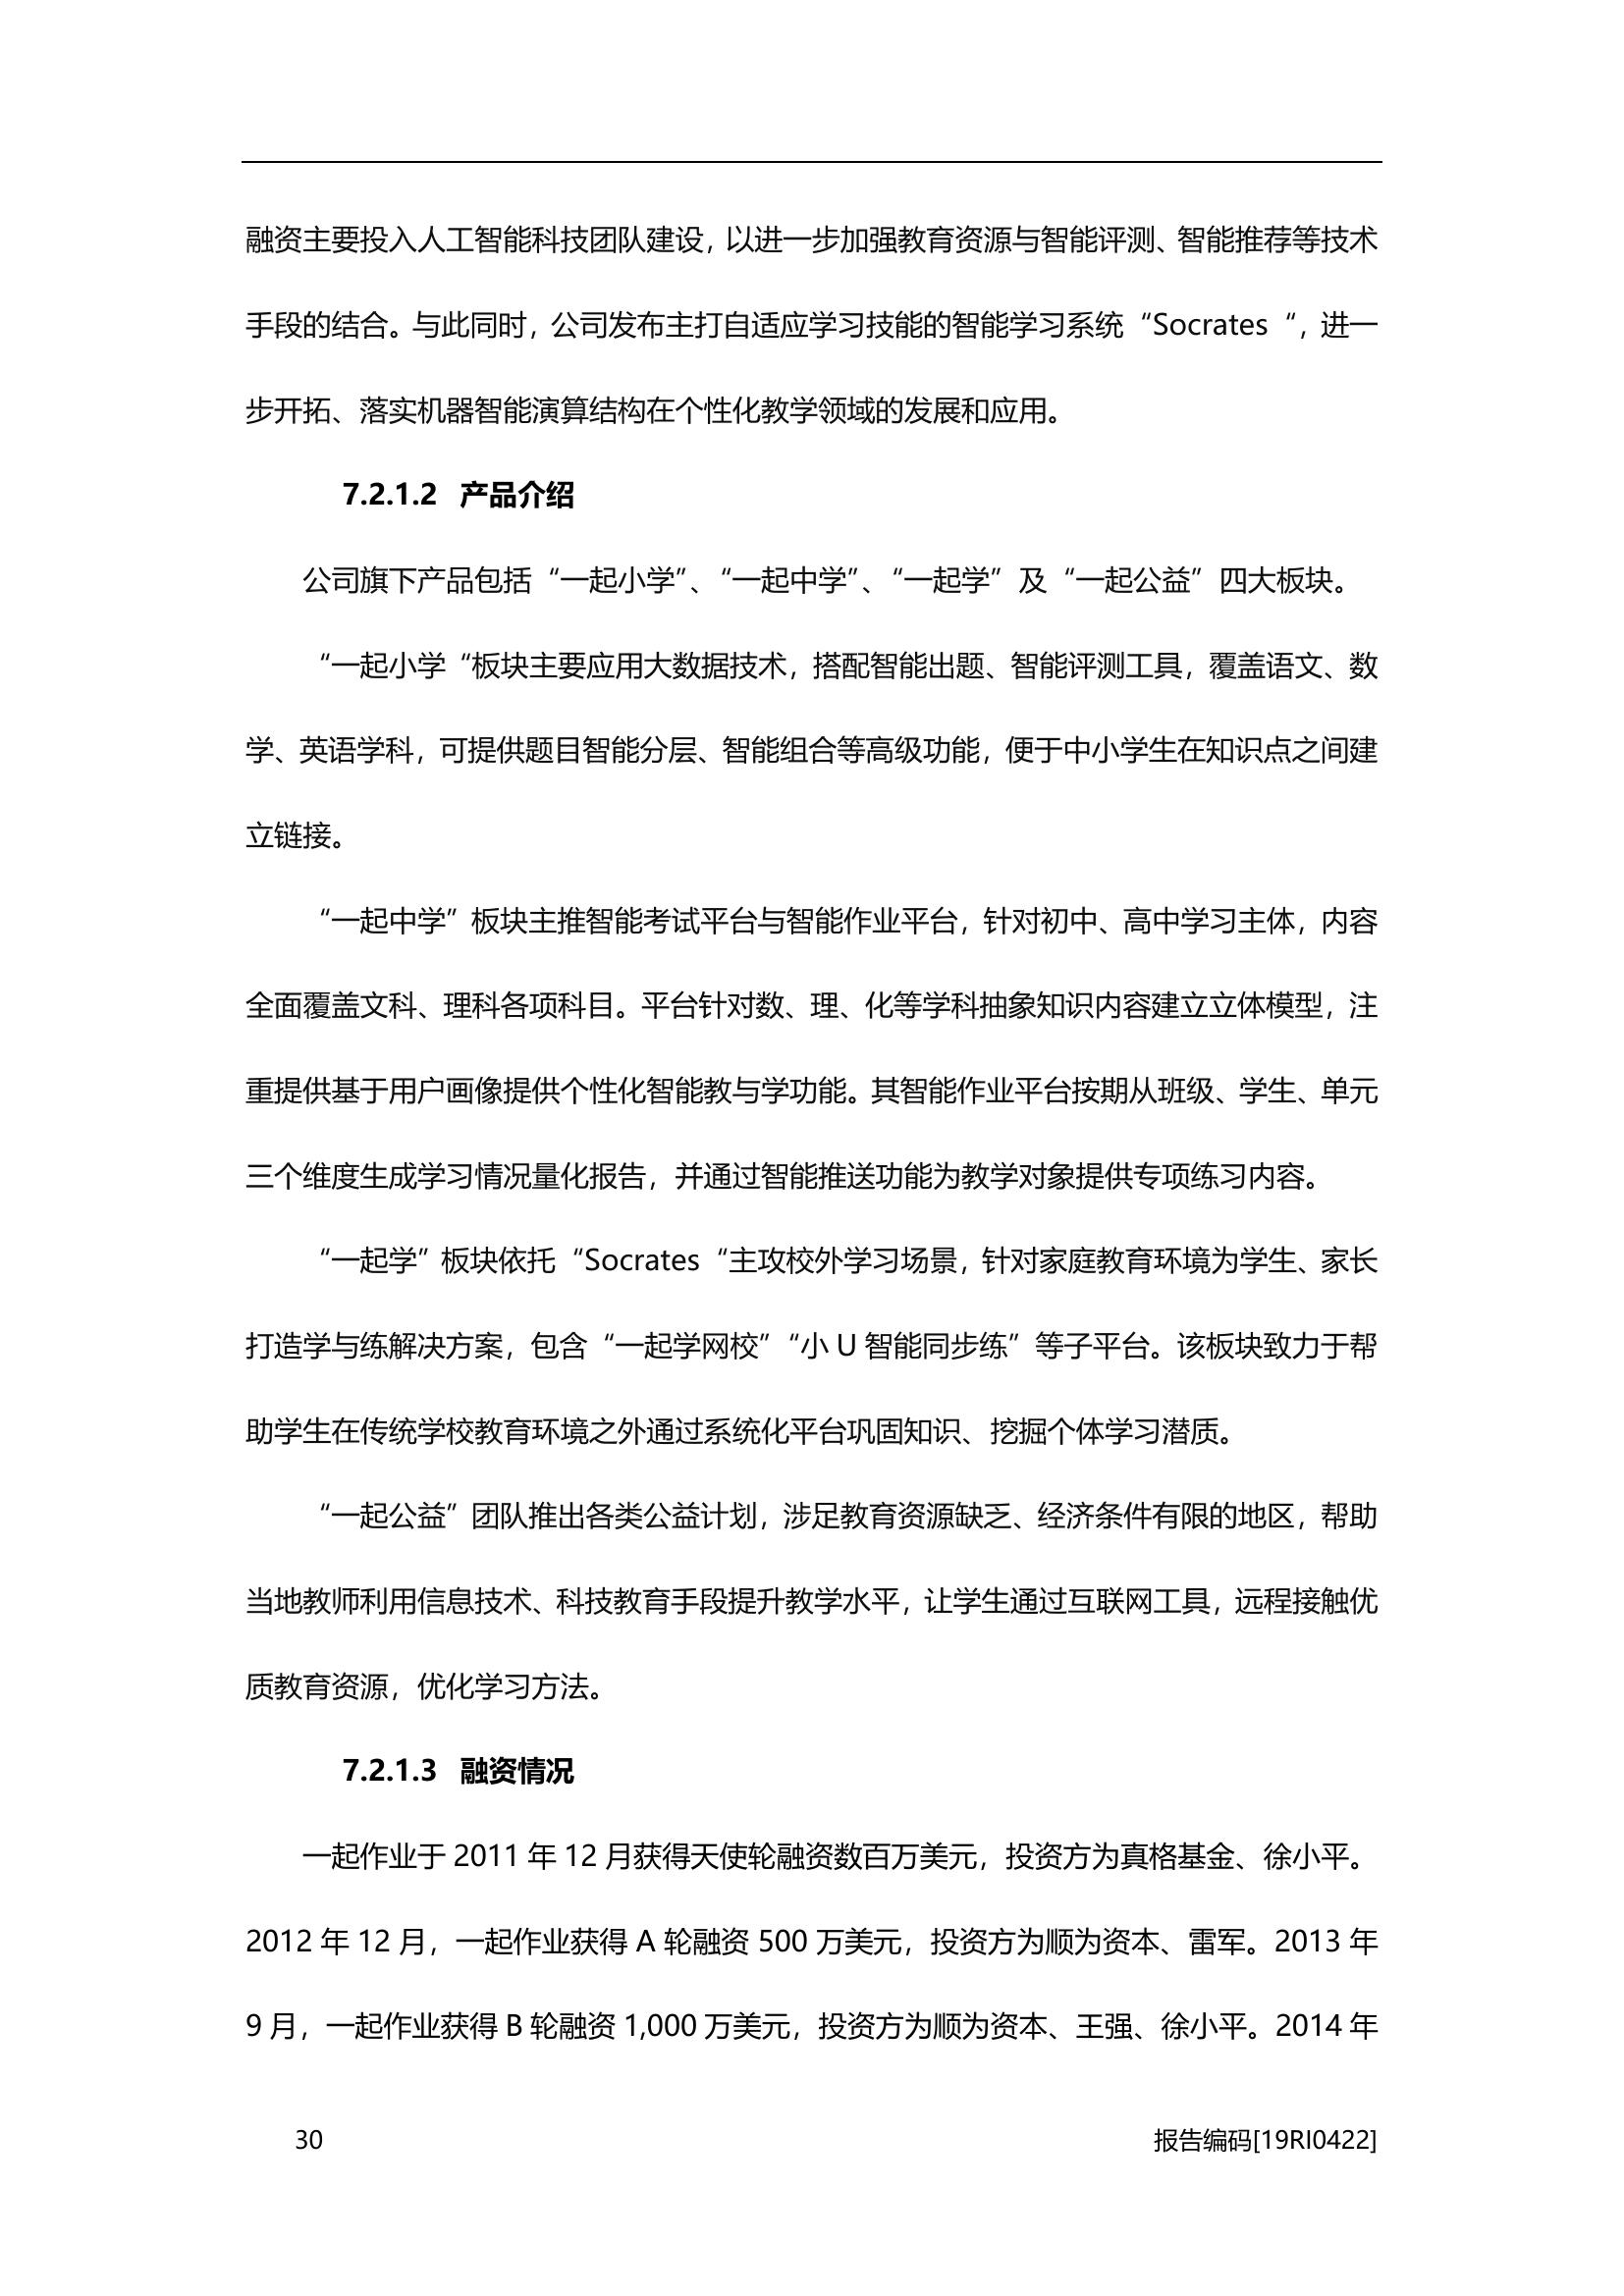 融资主要投入人工智能科技团队建设，以进一步加强教育资源与智能评测、智能推荐等技术
手段的结合。与此同时，公司发布主打自适应学习技能的智能学习系统“Socrates“，进一
步开拓、落实机器智能演算结构在个性化教学领域的发展和应用。
7.2.1.2 产品介绍
公司旗下产品包括“一起小学”、“一起中学”、“一起学”及“一起公益”四大板块。
“一起小学“板块主要应用大数据技术，搭配智能出题、智能评测工具，覆盖语文、数
学、英语学科，可提供题目智能分层、智能组合等高级功能，便于中小学生在知识点之间建
立链接。
“一起中学”板块主推智能考试平台与智能作业平台，针对初中、高中学习主体，内容
全面覆盖文科、理科各项科目。平台针对数、理、化等学科抽象知识内容建立立体模型，注
重提供基于用户画像提供个性化智能教与学功能。其智能作业平台按期从班级、学生、单元
三个维度生成学习情况量化报告，并通过智能推送功能为教学对象提供专项练习内容。
“一起学”板块依托“Socrates“主攻校外学习场景，针对家庭教育环境为学生、家长
打造学与练解决方案，包含“一起学网校”“小 U 智能同步练”等子平台。该板块致力于帮
助学生在传统学校教育环境之外通过系统化平台巩固知识、挖掘个体学习潜质。
“一起公益”团队推出各类公益计划，涉足教育资源缺乏、经济条件有限的地区，帮助
当地教师利用信息技术、科技教育手段提升教学水平，让学生通过互联网工具，远程接触优
质教育资源，优化学习方法。
7.2.1.3 融资情况
一起作业于 2011 年 12 月获得天使轮融资数百万美元，投资方为真格基金、徐小平。
2012 年 12 月，一起作业获得 A 轮融资 500 万美元，投资方为顺为资本、雷军。2013 年
9 月，一起作业获得 B 轮融资 1,000 万美元，投资方为顺为资本、王强、徐小平。2014 年
30
报告编码[19RI0422]